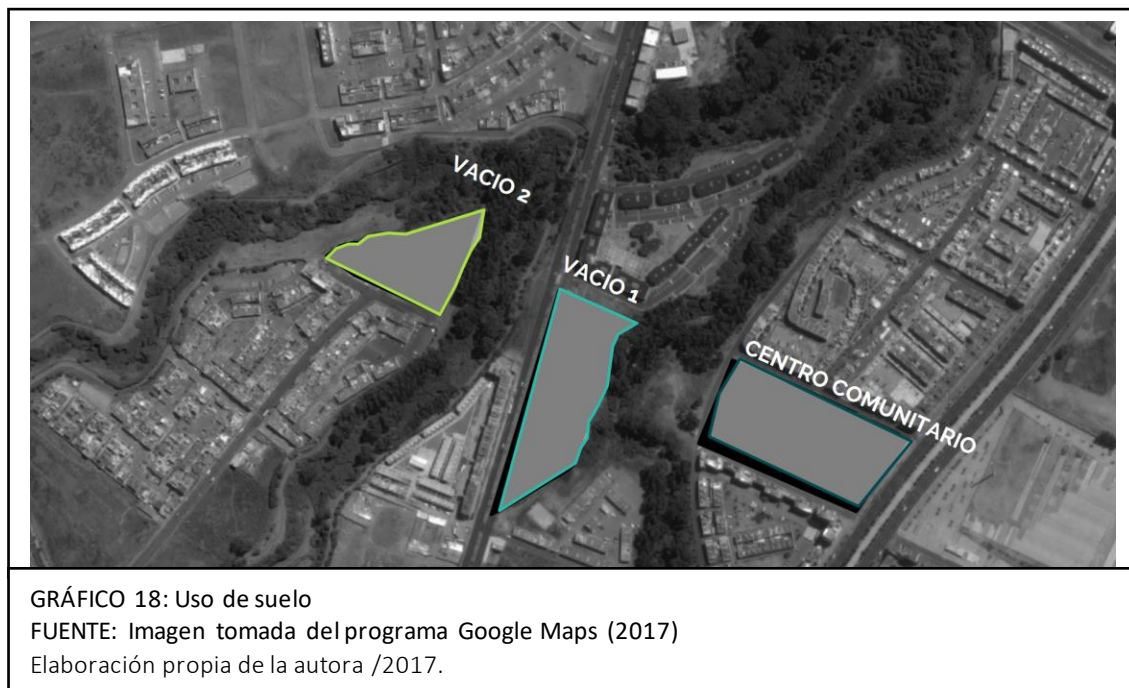 VACIO 2
VACIO 1
CENTRO COMUNITARIO
GRÁFICO 18: Uso de suelo
FUENTE: Imagen tomada del programa Google Maps (2017)
Elaboración propia de la autora /2017.